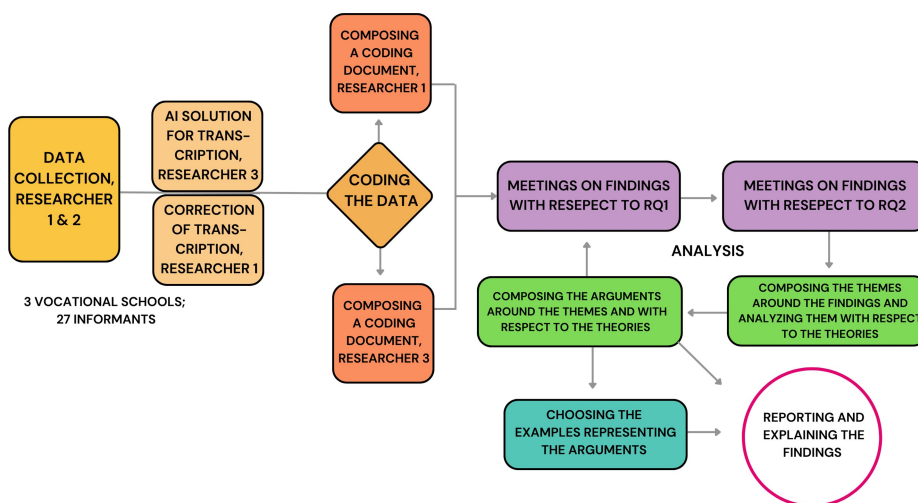 DATA
COLLECTION,
RESEARCHER
1 & 2
3 VOCATIONAL SCHOOLS;
27 INFORMANTS
AI SOLUTION
FOR TRANS-
CRIPTION,
RESEARCHER 3
CORRECTION
OF TRANS-
CRIPTION,
RESEARCHER 1
COMPOSING
A CODING
DOCUMENT,
RESEARCHER 1
CODING
THE DATA
COMPOSING
A CODING
DOCUMENT,
RESEARCHER 3
MEETINGS ON FINDINGS
WITH RESEPECT TO RQ1
MEETINGS ON FINDINGS
WITH RESEPECT TO RQ2
ANALYSIS
COMPOSING THE THEMES
AROUND THE FINDINGS AND
ANALYZING THEM WITH RESPECT
TO THE THEORIES
COMPOSING THE ARGUMENTS
AROUND THE THEMES AND WITH
RESPECT TO THE THEORIES
CHOOSING THE
EXAMPLES REPRESENTING
THE ARGUMENTS
REPORTING AND
EXPLAINING THE
FINDINGS